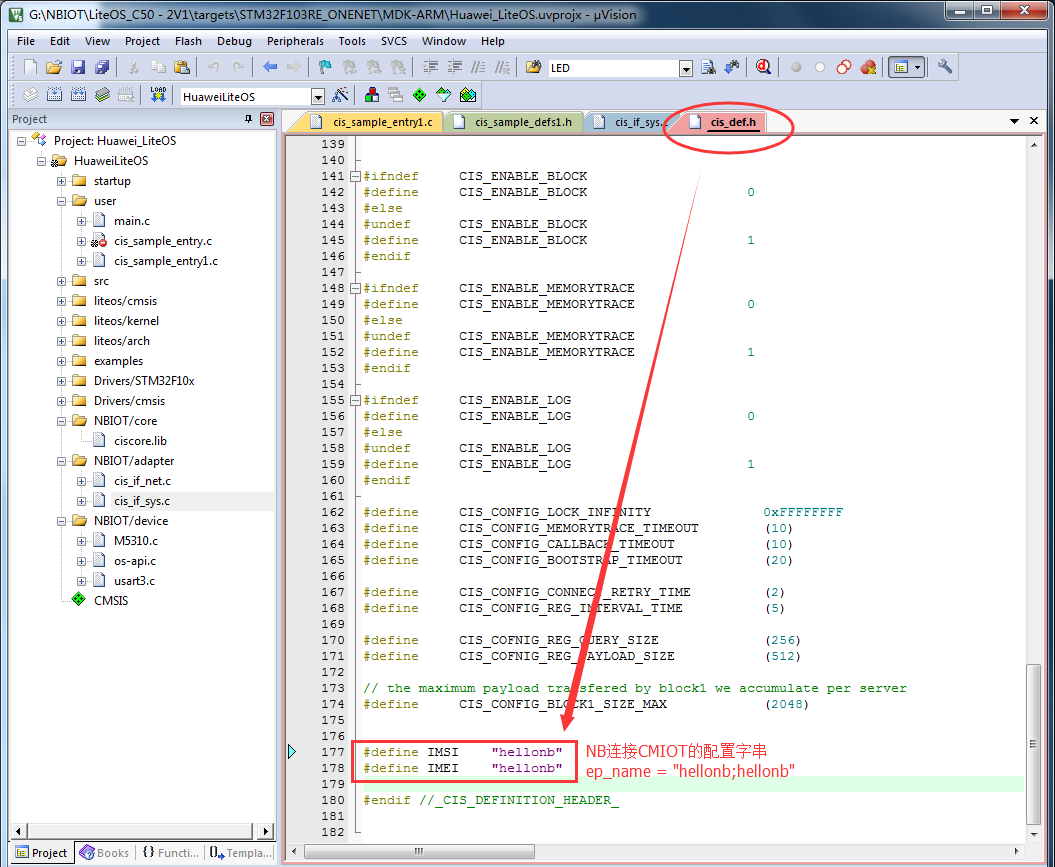 G:\NBIOT\LiteOS_C50 - 2V1\targets\STM32F103RE_ONENET\MDK-ARM\Huawei_LiteOS.uvprojx - µVision
File Edit View Project Flash Debug Peripherals Tools SVCS Window Help
LED
LOAD
HuaweiLiteOS
Project
Project: Huawei_LiteOS
HuaweiLiteOS
startup
user
main.c
cis_sample_entry.c
cis_sample_entry1.c
src
liteos/cmsis
liteos/kernel
liteos/arch
examples
Drivers/STM32F10x
Drivers/cmsis
NBIOT/core
ciscore.lib
NBIOT/adapter
cis_if_net.c
cis_if_sys.c
NBIOT/device
M5310.c
os-api.c
usart3.c
CMSIS
Project Books {} Functi... Templa...
cis_sample_entry1.c cis_sample_defs1.h cis_if_sys. cis_def.h
139
140
141 #ifndef CIS_ENABLE_BLOCK
142 #define CIS_ENABLE_BLOCK 0
143 #else
144 #undef CIS_ENABLE_BLOCK
145 #define CIS_ENABLE_BLOCK 1
146 #endif
147
148 #ifndef CIS_ENABLE_MEMORYTRACE
149 #define CIS_ENABLE_MEMORYTRACE 0
150 #else
151 #undef CIS_ENABLE_MEMORYTRACE
152 #define CIS_ENABLE_MEMORYTRACE 1
153 #endif
154
155 #ifndef CIS_ENABLE_LOG
156 #define CIS_ENABLE_LOG 0
157 #else
158 #undef CIS_ENABLE_LOG
159 #define CIS_ENABLE_LOG 1
160 #endif
161
162 #define CIS_CONFIG_LOCK_INFINITY 0xFFFFFFFF
163 #define CIS_CONFIG_MEMORYTRACE_TIMEOUT (10)
164 #define CIS_CONFIG_CALLBACK_TIMEOUT (10)
165 #define CIS_CONFIG_BOOTSTRAP_TIMEOUT (20)
166
167 #define CIS_CONFIG_CONNECT_RETRY_TIME (2)
168 #define CIS_CONFIG_REG_INTERVAL_TIME (5)
169
170 #define CIS_COFNIG_REG_QUERY_SIZE (256)
171 #define CIS_COFNIG_REG_PAYLOAD_SIZE (512)
172
173 // the maximum payload transfered by block1 we accumulate per server
174 #define CIS_CONFIG_BLOCK1_SIZE_MAX (2048)
175
176
177 #define IMSI "hellonb"
178 #define IMEI "hellonb"
NB连接CMIOT的配置字串
ep_name = "hellonb;hellonb"
179
180 #endif //_CIS_DEFINITION_HEADER_
181
182